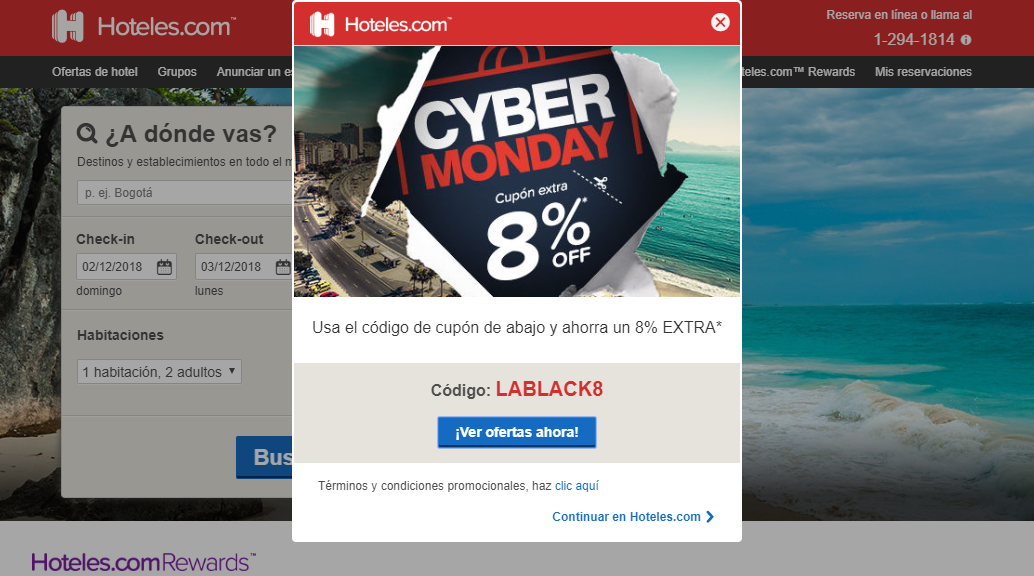 Hoteles.com™
Reserva en línea o llama al
1-294-1814
Ofertas de hotel
Grupos
Anunciar un es
teles.com™ Rewards
Mis reservaciones
¿A dónde vas?
Destinos y establecimientos en todo el m
p. ej. Bogotá
Check-in
Check-out
02/12/2018
03/12/2018
domingo
lunes
Habitaciones
1 habitación, 2 adultos
Bus
Hoteles.comRewards™
Hoteles.com™
CYBER
MONDAY
Cupón extra
8%*
OFF
Usa el código de cupón de abajo y ahorra un 8% EXTRA*
Código: LABLACK8
¡Ver ofertas ahora!
Términos y condiciones promocionales, haz clic aquí
Continuar en Hoteles.com